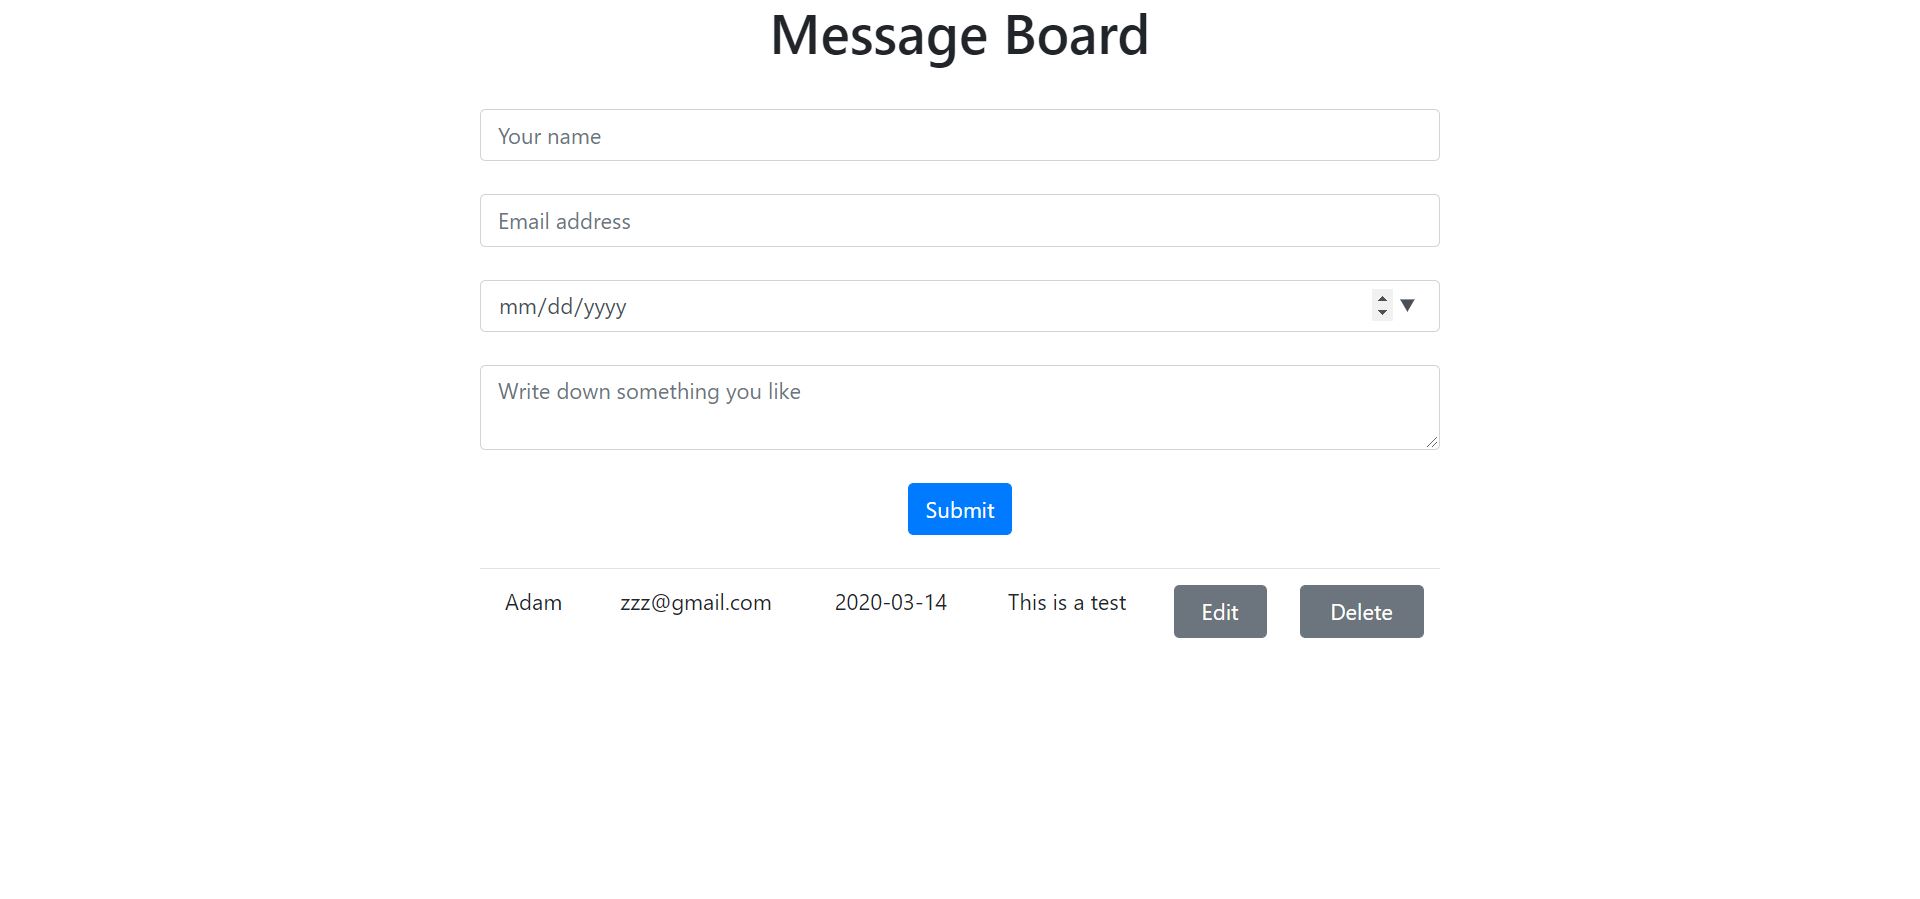 Message Board
Your name
Email address
mm/dd/yyyy
Write down something you like
Submit
Adam zzz@gmail.com 2020-03-14 This is a test Edit Delete